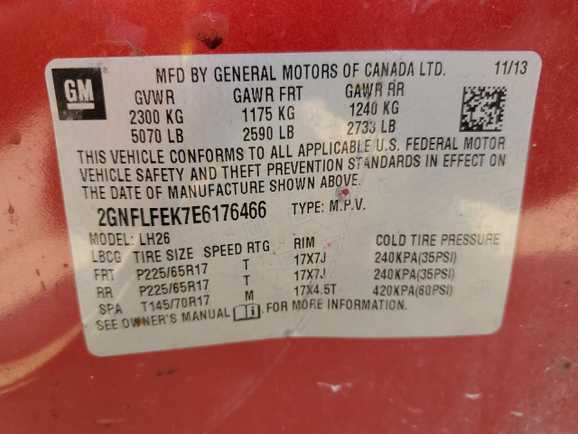 GM
MFD BY GENERAL MOTORS OF CANADA LTD. 11/13
GVWR GAWR FRT GAWR RR
2300 KG 1175 KG 1240 KG
5070 LB 2590 LB 2733 LB
THIS VEHICLE CONFORMS TO ALL APPLICABLE U.S. FEDERAL MOTOR
VEHICLE SAFETY AND THEFT PREVENTION STANDARDS IN EFFECT ON
THE DATE OF MANUFACTURE SHOWN ABOVE.
2GNFLFEK7E6176466 TYPE: M.P.V.
MODEL: LH26
LBCG TIRE SIZE SPEED RTG RIM COLD TIRE PRESSURE
FRT P225/65R17 T 17X7J 240KPA(35PSI)
RR P225/65R17 T 17X7J 240KPA(35PSI)
SPA T145/70R17 M 17X4.5T 420KPA(60PSI)
SEE OWNER'S MANUAL i. FOR MORE INFORMATION.